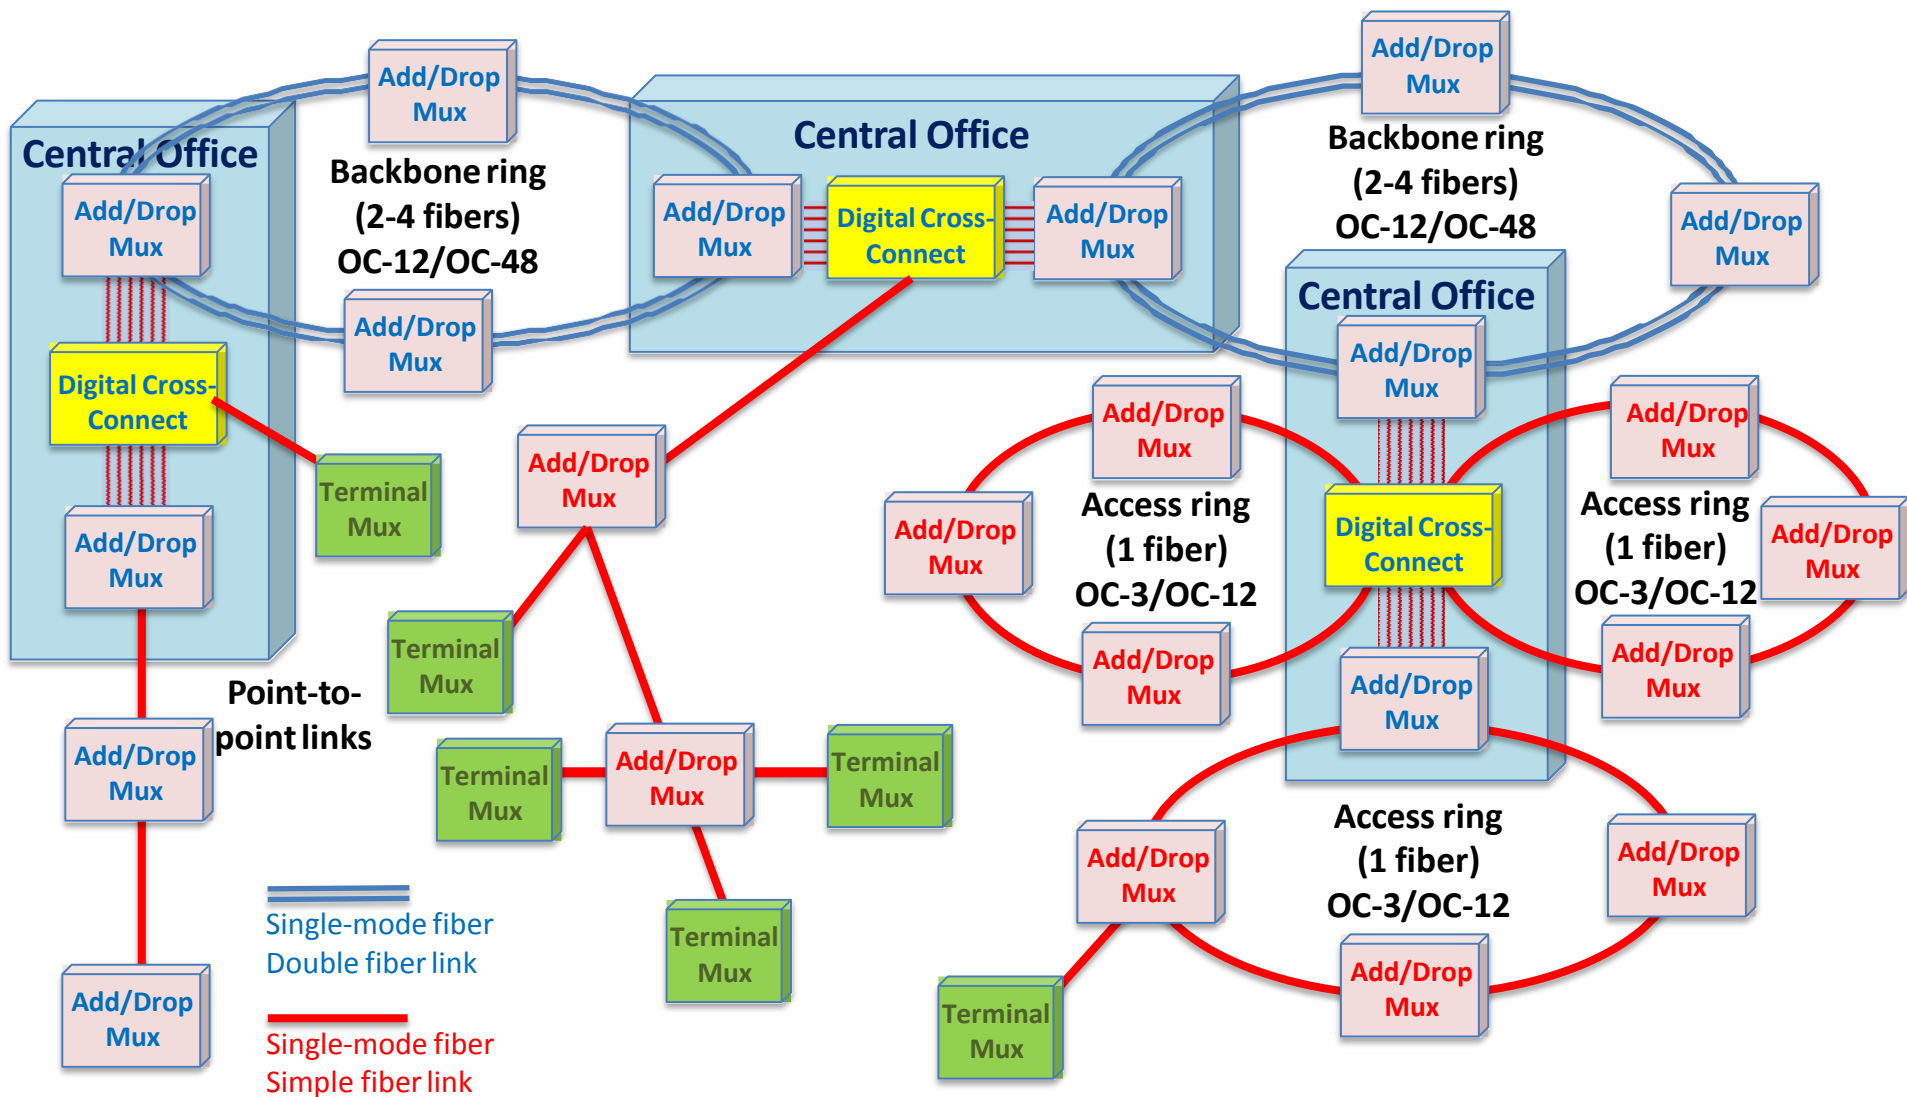 Add/Drop
Mux
Add/Drop
Mux
Central Office
Central Office
Backbone ring
(2-4 fibers)
OC-12/OC-48
Backbone ring
(2-4 fibers)
OC-12/OC-48
Add/Drop
Mux
Add/Drop
Mux
Digital Cross-
Connect
Add/Drop
Mux
Add/Drop
Mux
Central Office
Add/Drop
Mux
Add/Drop
Mux
Digital Cross-
Connect
Add/Drop
Mux
Add/Drop
Mux
Add/Drop
Mux
Terminal
Mux
Add/Drop
Mux
Access ring
(1 fiber)
OC-3/OC-12
Digital Cross-
Connect
Access ring
(1 fiber)
OC-3/OC-12
Add/Drop
Mux
Add/Drop
Mux
Terminal
Mux
Add/Drop
Mux
Add/Drop
Mux
Add/Drop
Mux
Point-to-
point links
Add/Drop
Mux
Terminal
Mux
Add/Drop
Mux
Terminal
Mux
Access ring
(1 fiber)
OC-3/OC-12
Add/Drop
Mux
Add/Drop
Mux
Single-mode fiber
Double fiber link
Terminal
Mux
Add/Drop
Mux
Add/Drop
Mux
Terminal
Mux
Single-mode fiber
Simple fiber link